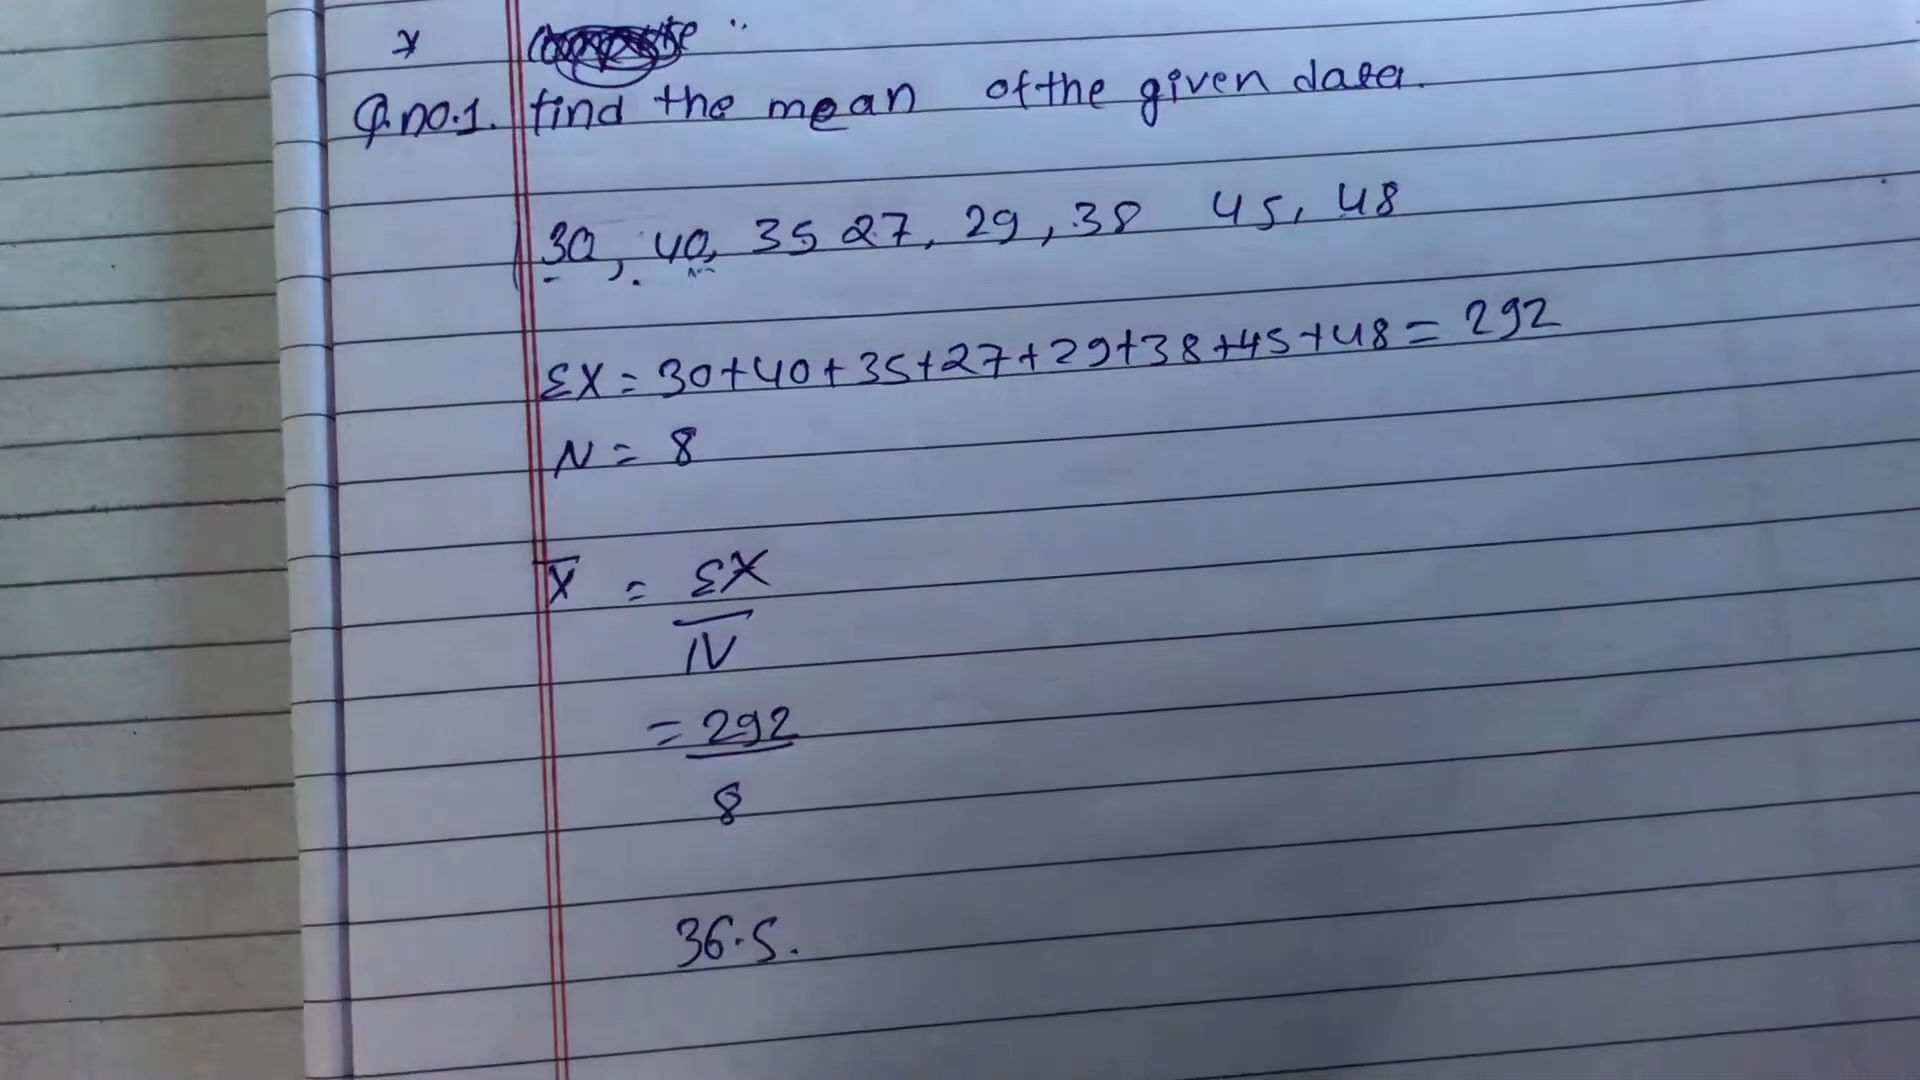 Q.no.1. find the mean of the given data.
30, 40, 35 27, 29, 38 45, 48
ΣX = 30+40+35+27+29+38+45+48 = 292
N = 8
X̄ = ΣX
N
= 292
8
36.5.